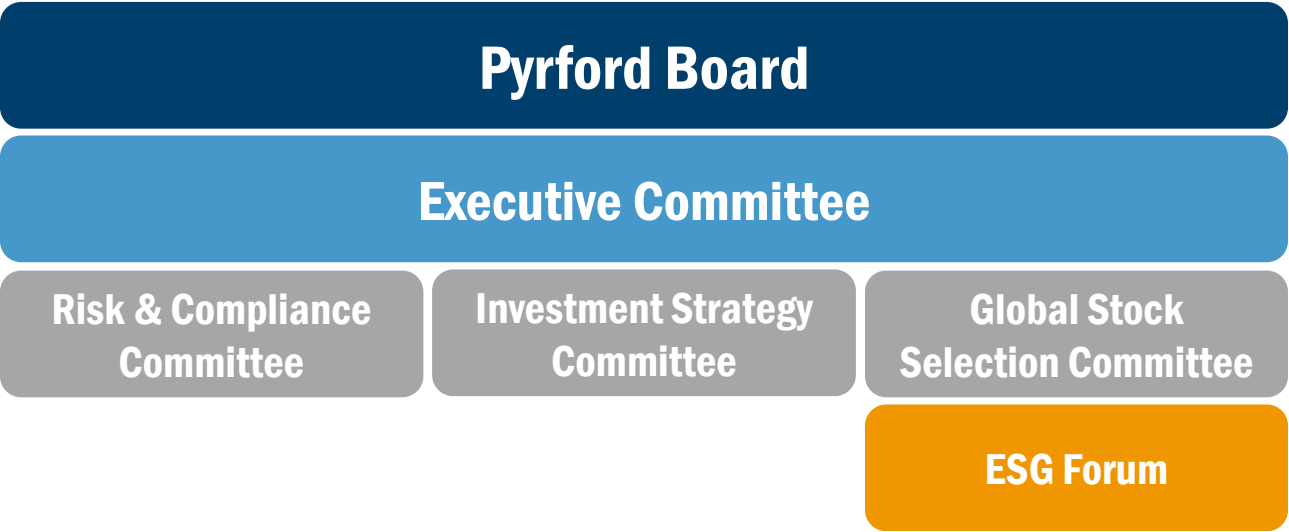 Pyrford Board
Executive Committee
Risk & Compliance
Committee
Investment Strategy
Committee
Global Stock
Selection Committee
ESG Forum